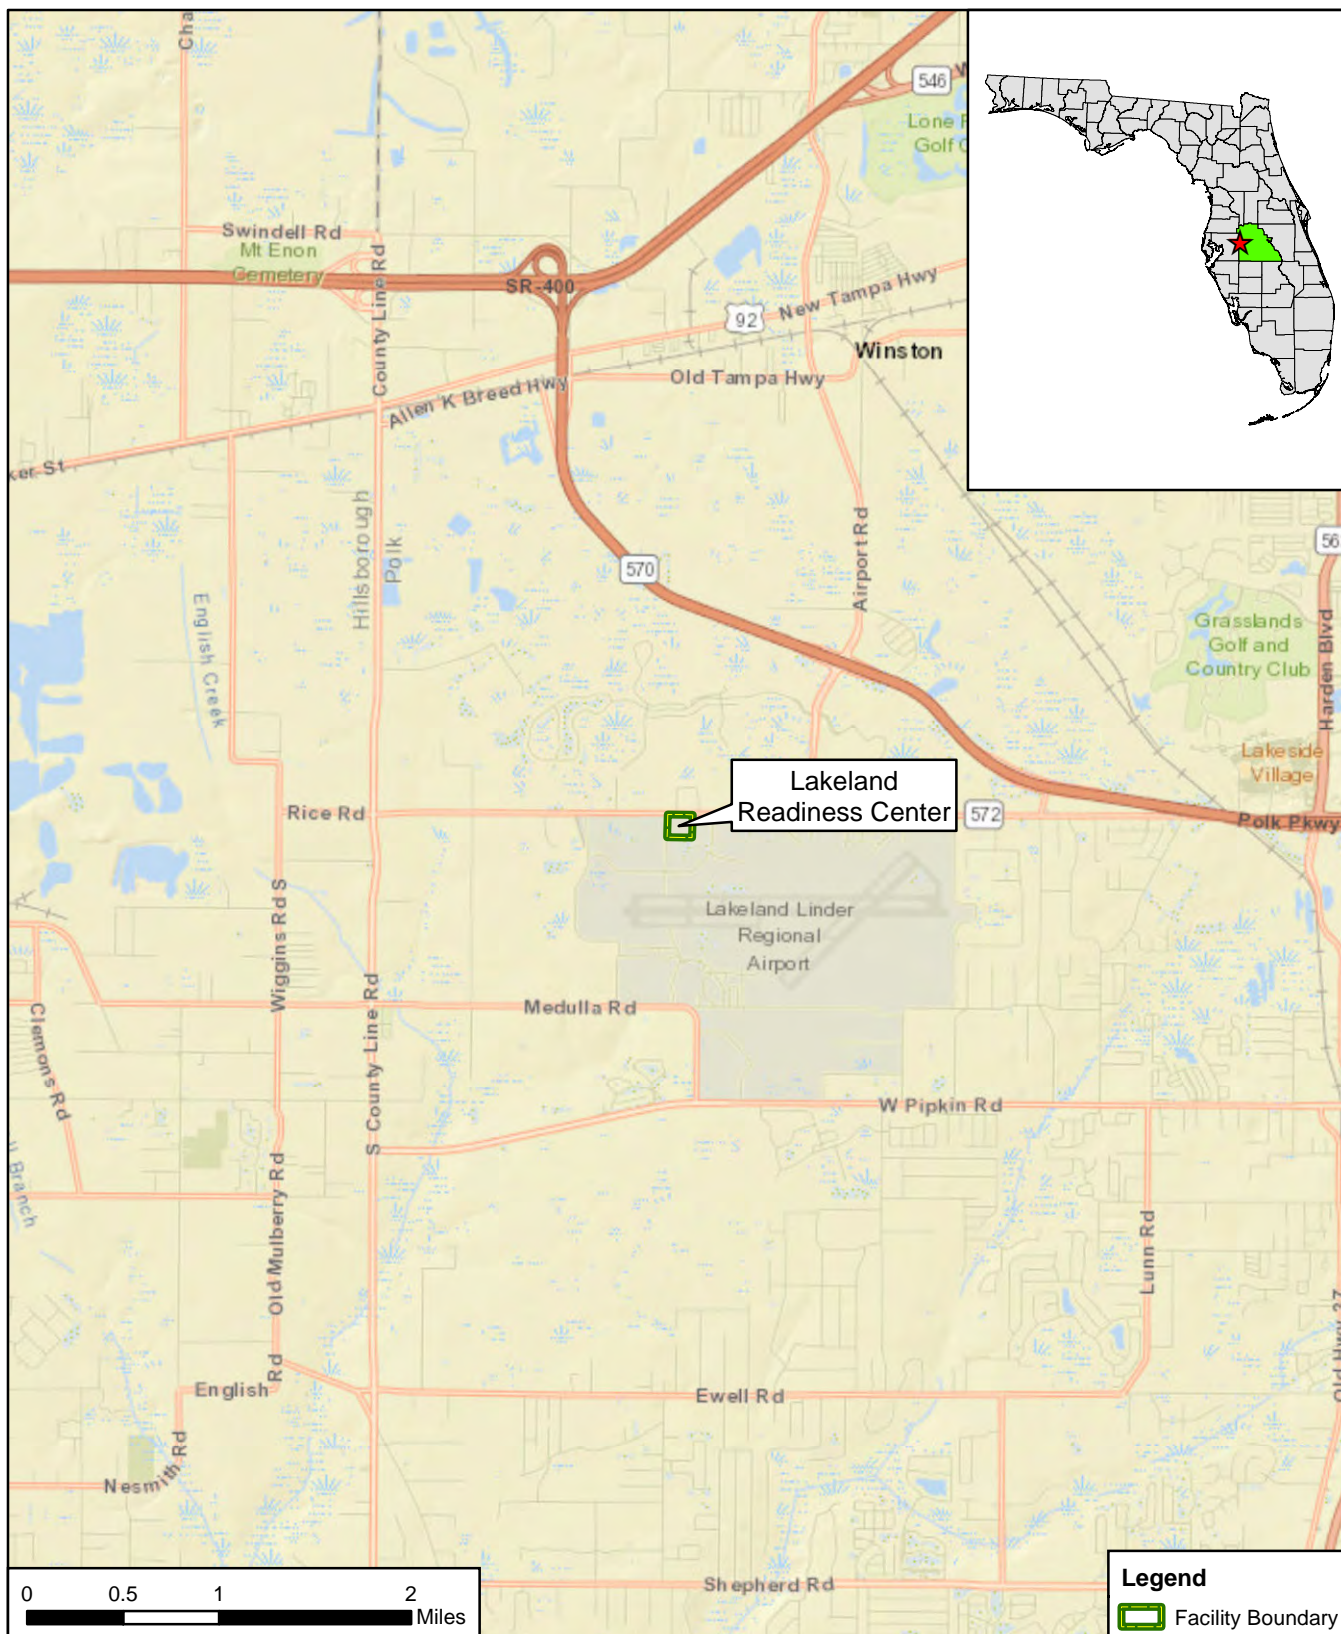 Cha
546
W
Lone
Golf C
Swindell Rd
Mt Enon
Cemetery
County Line Rd
SR-400
92
New Tampa Hwy
Winston
Old Tampa Hwy
Allen K Breed Hwy
ker St
Hillsborough
Polk
570
Airport Rd
56
English Creek
Grasslands
Golf and
Country Club
Harden Blvd
Lakeside
Village
Lakeland
Readiness Center
Rice Rd
572
Polk Pkwy
Wiggins Rd S
Lakeland Linder
Regional
Airport
S County Line Rd
Medulla Rd
Clemons Rd
W Pipkin Rd
Branch
Old Mulberry Rd
Lunn Rd
Old Hwy 37
English
Rd
Ewell Rd
Nesmith Rd
Shepherd Rd
0 0.5 1 2
Miles
Legend
Facility Boundary